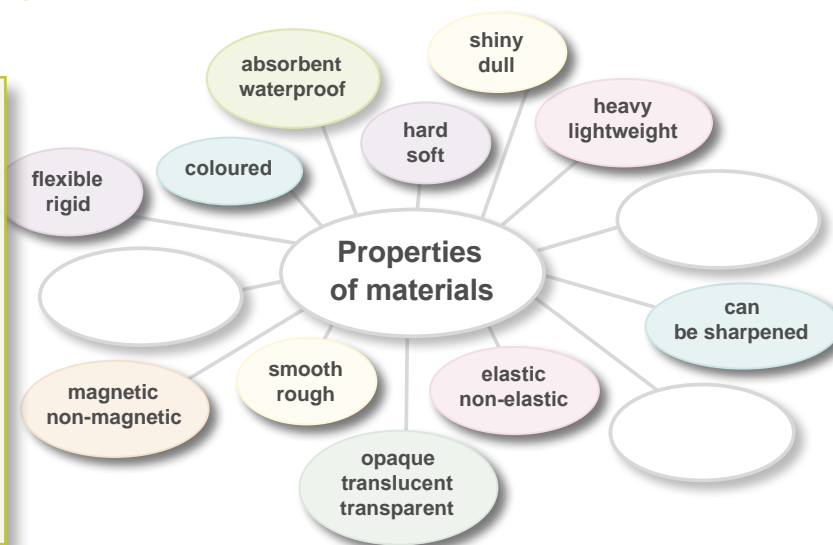 shiny
dull
absorbent
waterproof
heavy
lightweight
hard
soft
coloured
flexible
rigid
Properties
of materials
can
be sharpened
smooth
rough
elastic
non-elastic
magnetic
non-magnetic
opaque
translucent
transparent